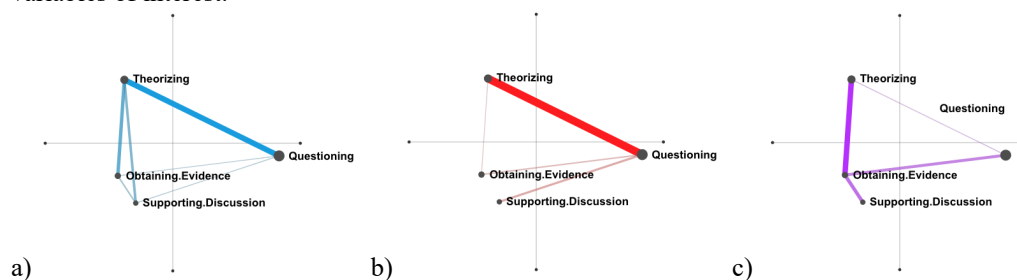 variables of interest.
Theorizing
Questioning
Obtaining.Evidence
Supporting.Discussion
a)
Theorizing
Questioning
Obtaining.Evidence
Supporting.Discussion
b)
Theorizing
Questioning
Obtaining.Evidence
Supporting.Discussion
c)